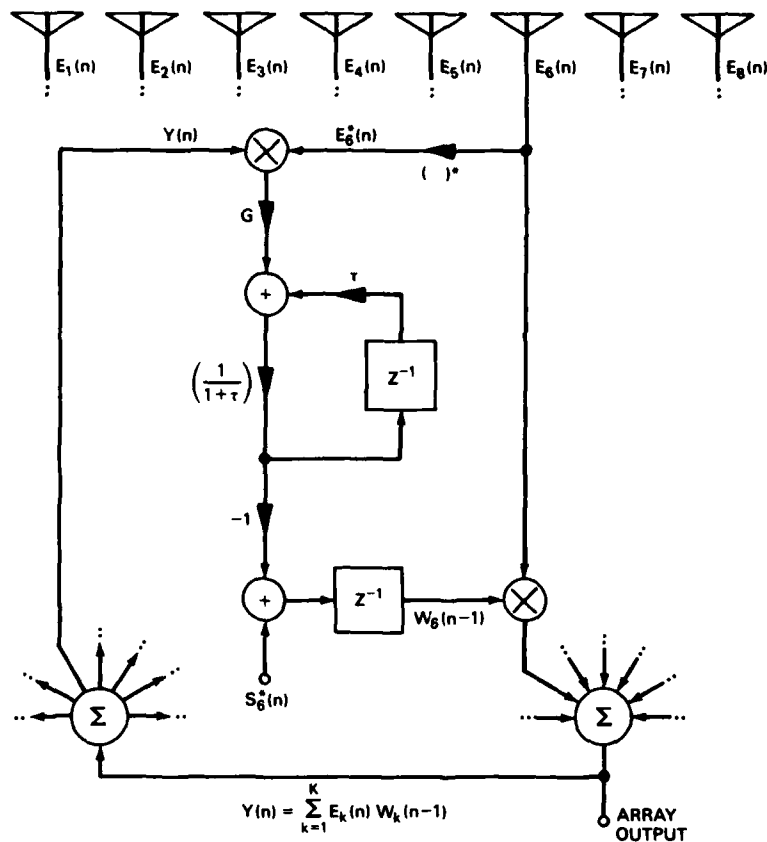 E₁(n) E₂(n) E₃(n) E₄(n) E₅(n) E₆(n) E₇(n) E₈(n)
Y(n) E₆*(n)
( )*
G
τ
+
Z⁻¹
(1/(1+τ))
−1
+
Z⁻¹
W₆(n−1)
S₆*(n)
Σ Σ
Y(n) = Σ_{k=1}^{K} E_k(n) W_k(n−1)
ARRAY
OUTPUT